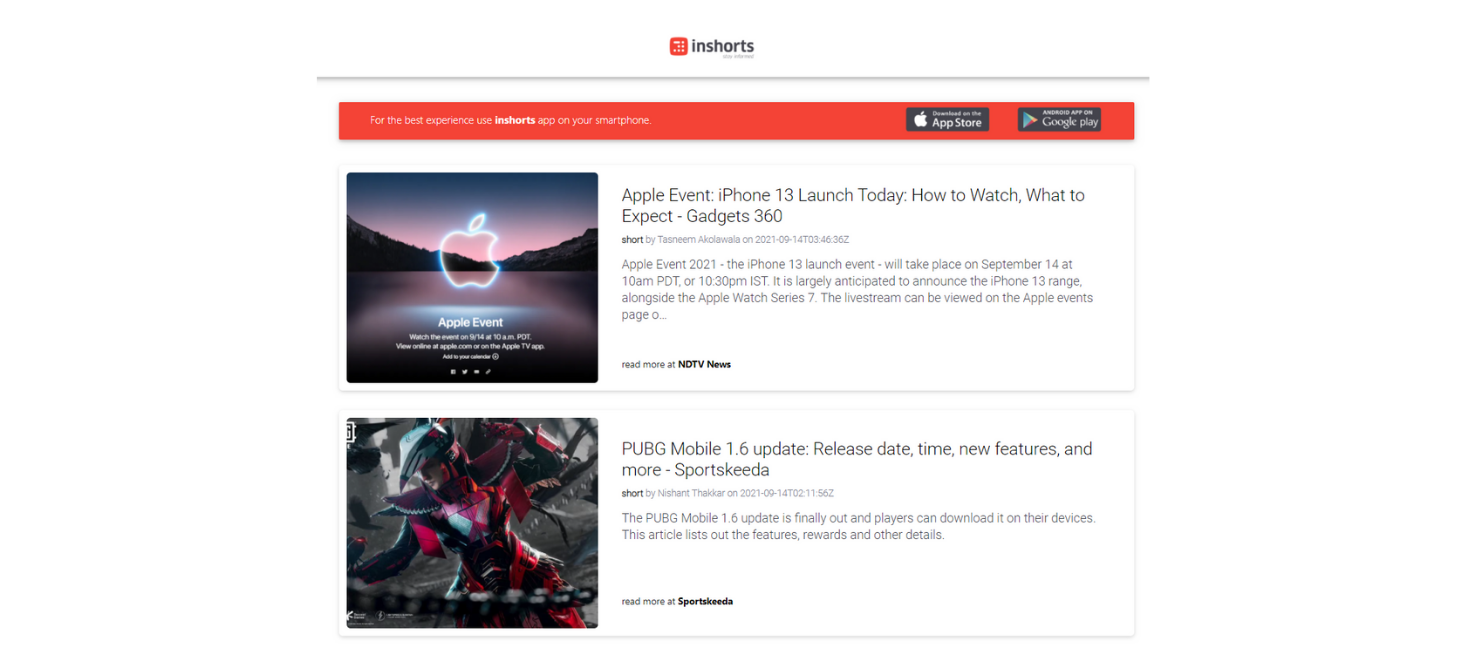 inshorts
stay informed
For the best experience use inshorts app on your smartphone.
Download on the
App Store
ANDROID APP ON
Google play
Apple Event
Watch the event on 9/14 at 10 a.m. PDT.
View online at apple.com or on the Apple TV app.
Add to your calendar
Apple Event: iPhone 13 Launch Today: How to Watch, What to
Expect - Gadgets 360
short by Tasneem Akolawala on 2021-09-14T03:46:36Z
Apple Event 2021 - the iPhone 13 launch event - will take place on September 14 at
10am PDT, or 10:30pm IST. It is largely anticipated to announce the iPhone 13 range,
alongside the Apple Watch Series 7. The livestream can be viewed on the Apple events
page o...
read more at NDTV News
PUBG Mobile 1.6 update: Release date, time, new features, and
more - Sportskeeda
short by Nishant Thakkar on 2021-09-14T02:11:56Z
The PUBG Mobile 1.6 update is finally out and players can download it on their devices.
This article lists out the features, rewards and other details.
read more at Sportskeeda